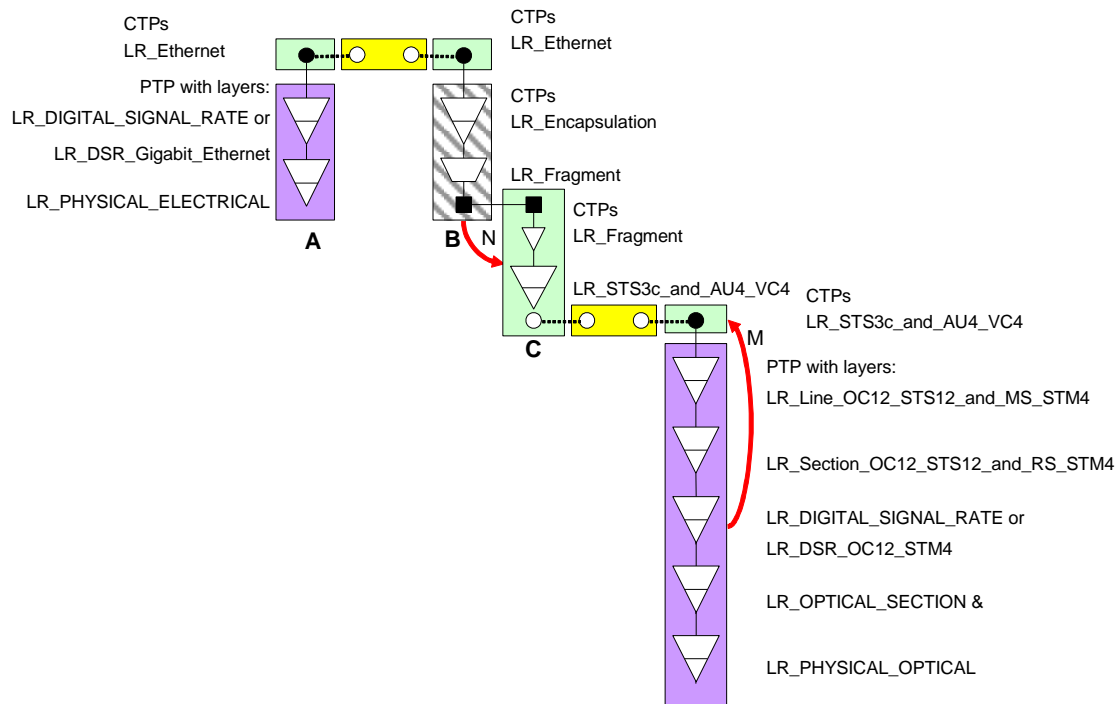 CTPs
LR_Ethernet
CTPs
LR_Ethernet
PTP with layers:
LR_DIGITAL_SIGNAL_RATE or
LR_DSR_Gigabit_Ethernet
LR_PHYSICAL_ELECTRICAL
A
CTPs
LR_Encapsulation
LR_Fragment
B
N
CTPs
LR_Fragment
LR_STS3c_and_AU4_VC4
C
CTPs
LR_STS3c_and_AU4_VC4
M
PTP with layers:
LR_Line_OC12_STS12_and_MS_STM4
LR_Section_OC12_STS12_and_RS_STM4
LR_DIGITAL_SIGNAL_RATE or
LR_DSR_OC12_STM4
LR_OPTICAL_SECTION &
LR_PHYSICAL_OPTICAL